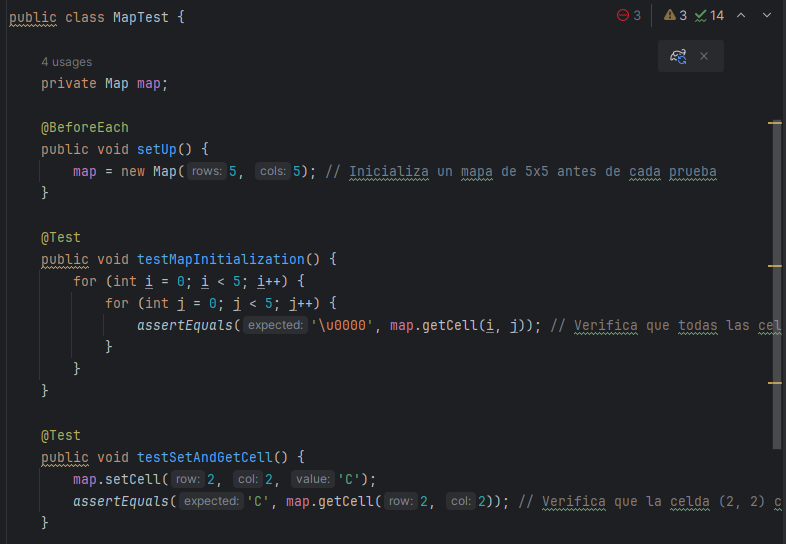 public class MapTest {
3 3 14
4 usages
private Map map;
@BeforeEach
public void setUp() {
map = new Map( rows: 5, cols: 5); // Inicializa un mapa de 5x5 antes de cada prueba
}
@Test
public void testMapInitialization() {
for (int i = 0; i < 5; i++) {
for (int j = 0; j < 5; j++) {
assertEquals( expected: '\u0000', map.getCell(i, j)); // Verifica que todas las cel
}
}
}
@Test
public void testSetAndGetCell() {
map.setCell( row: 2, col: 2, value: 'C');
assertEquals( expected: 'C', map.getCell( row: 2, col: 2)); // Verifica que la celda (2, 2) c
}